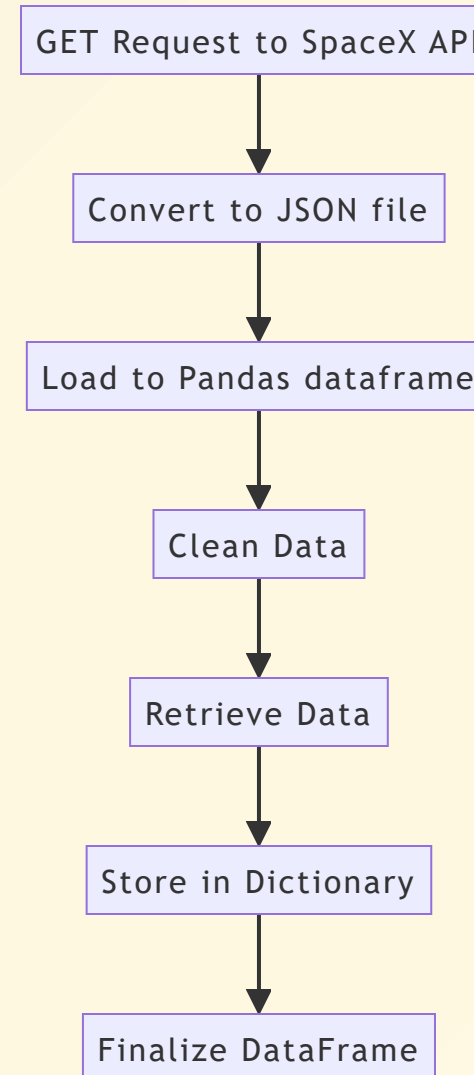 GET Request to SpaceX API
Convert to JSON file
Load to Pandas dataframe
Clean Data
Retrieve Data
Store in Dictionary
Finalize DataFrame